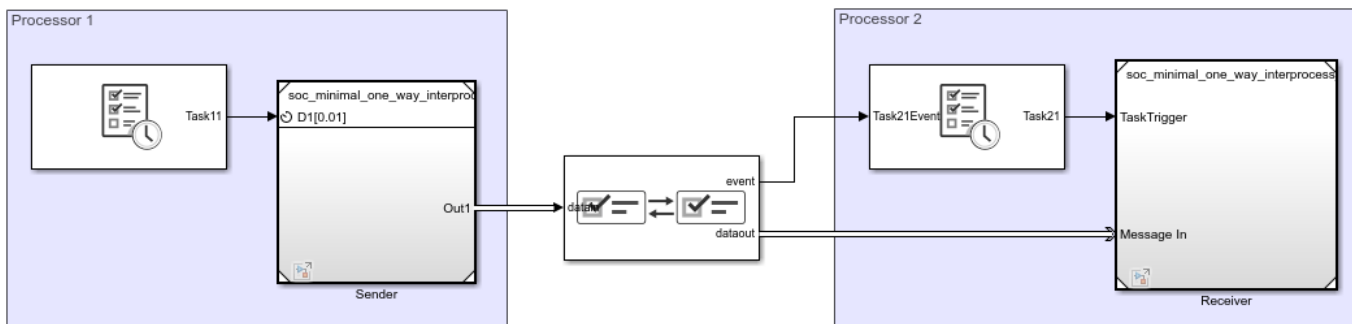 Processor 1
Task11
soc_minimal_one_way_interproc
D1[0.01]
Out1
Sender
datain
event
dataout
Processor 2
Task21Event
Task21
soc_minimal_one_way_interprocess
TaskTrigger
Message In
Receiver